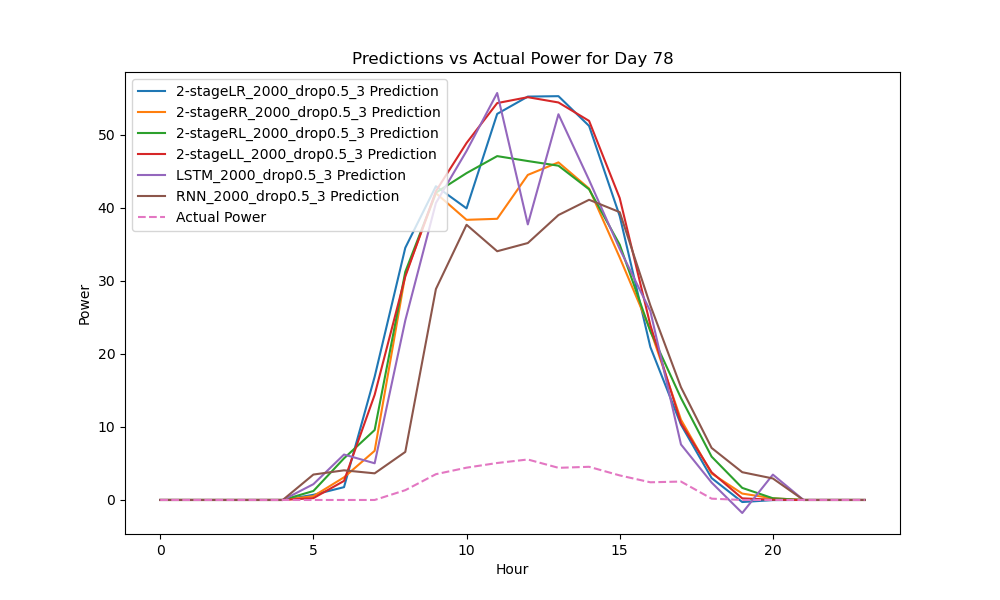 Predictions vs Actual Power for Day 78
2-stageLR_2000_drop0.5_3 Prediction
2-stageRR_2000_drop0.5_3 Prediction
2-stageRL_2000_drop0.5_3 Prediction
2-stageLL_2000_drop0.5_3 Prediction
LSTM_2000_drop0.5_3 Prediction
RNN_2000_drop0.5_3 Prediction
Actual Power
Power
50
40
30
20
10
0
0 5 10 15 20
Hour